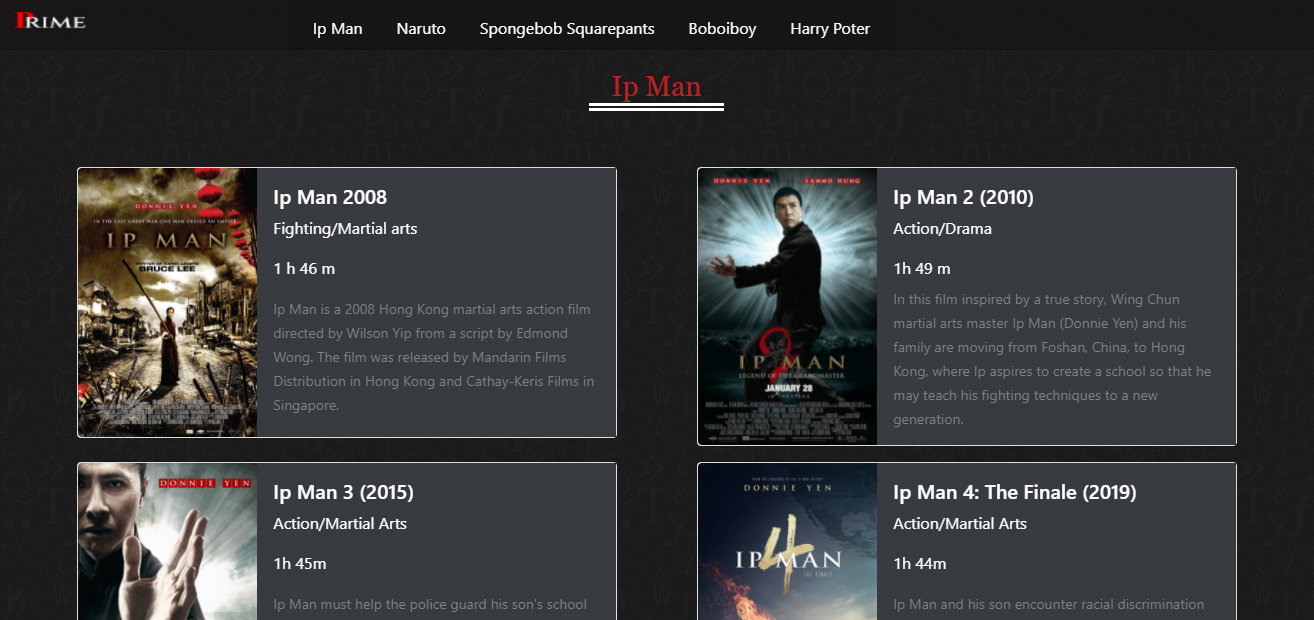 PRIME
Ip Man
Naruto
Spongebob Squarepants
Boboiboy
Harry Poter
Ip Man
DONNIE YEN
IN THE LAST GREAT WAR ONE MAN DEFIED AN EMPIRE
IP MAN
BRUCE LEE
Ip Man 2008
Fighting/Martial arts
1 h 46 m
Ip Man is a 2008 Hong Kong martial arts action film
directed by Wilson Yip from a script by Edmond
Wong. The film was released by Mandarin Films
Distribution in Hong Kong and Cathay-Keris Films in
Singapore.
DONNIE YEN
SAMMO HUNG
2
IP MAN
LEGEND OF THE GRANDMASTER
JANUARY 28
IN THEATERS
Ip Man 2 (2010)
Action/Drama
1h 49 m
In this film inspired by a true story, Wing Chun
martial arts master Ip Man (Donnie Yen) and his
family are moving from Foshan, China, to Hong
Kong, where Ip aspires to create a school so that he
may teach his fighting techniques to a new
generation.
DONNIE YEN
Ip Man 3 (2015)
Action/Martial Arts
1h 45m
Ip Man must help the police guard his son's school
DONNIE YEN
IP MAN 4
THE FINALE
Ip Man 4: The Finale (2019)
Action/Martial Arts
1h 44m
Ip Man and his son encounter racial discrimination